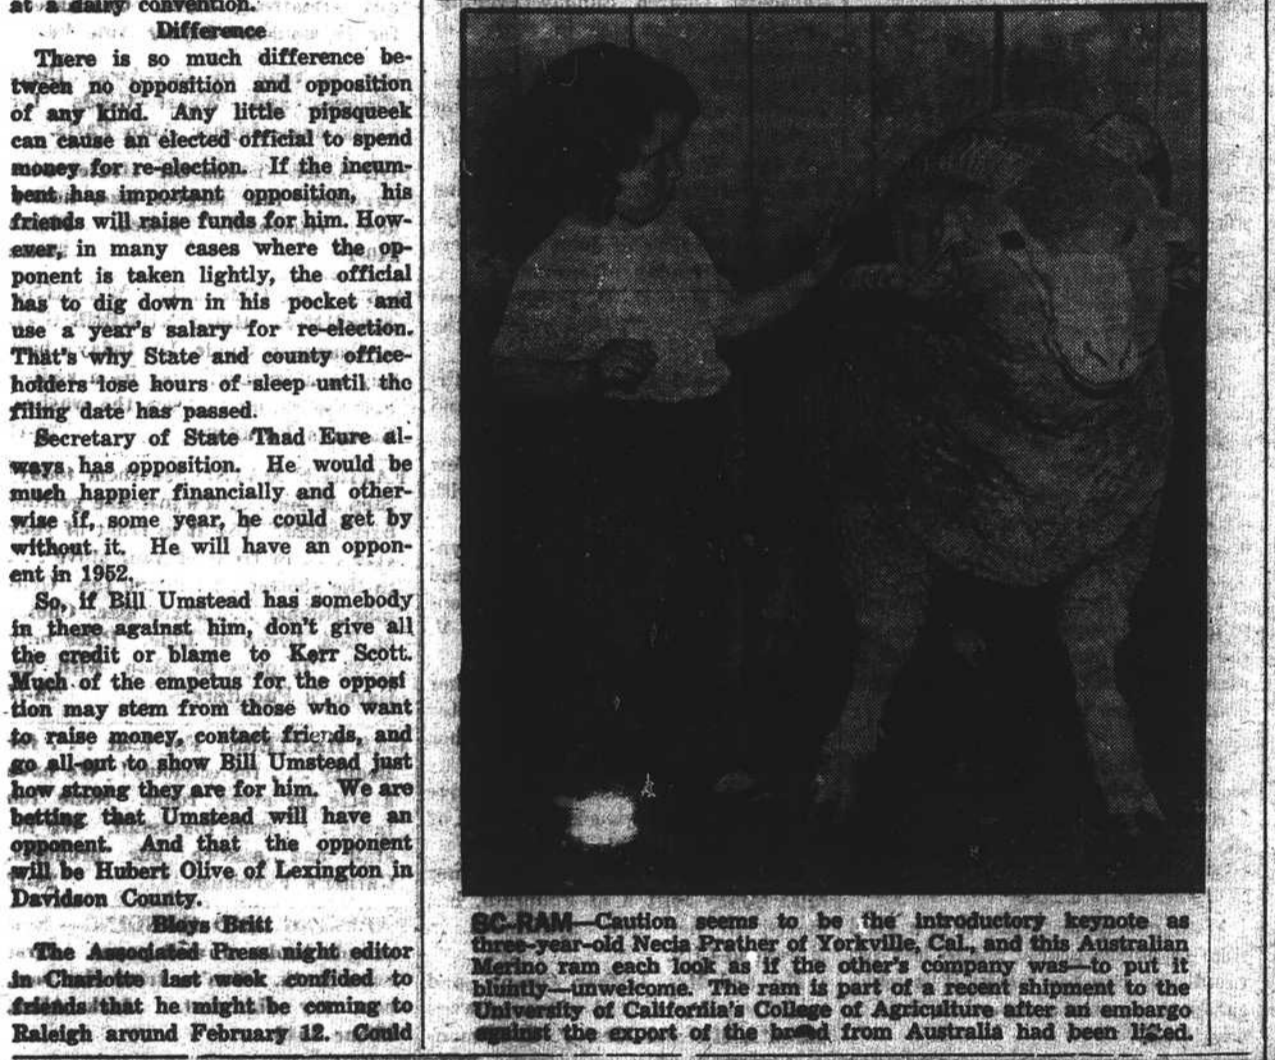 at a dairy convention.
Difference
There is so much difference be-
tween no opposition and opposition
of any kind. Any little pipsqueek
can cause an elected official to spend
money for re-election. If the incum-
bent has important opposition, his
friends will raise funds for him. How-
ever, in many cases where the op-
ponent is taken lightly, the official
has to dig down in his pocket and
use a year's salary for re-election.
That's why State and county office-
holders lose hours of sleep until the
filing date has passed.
Secretary of State Thad Eure al-
ways has opposition. He would be
much happier financially and other-
wise if, some year, he could get by
without it. He will have an oppon-
ent in 1952.
So, if Bill Umstead has somebody
in there against him, don't give all
the credit or blame to Kerr Scott.
Much of the empetus for the opposi
tion may stem from those who want
to raise money, contact friends, and
go all-out to show Bill Umstead just
how strong they are for him. We are
betting that Umstead will have an
opponent. And that the opponent
will be Hubert Olive of Lexington in
Davidson County.
Bloys Britt
The Associated Press night editor
in Charlotte last week confided to
friends that he might be coming to
Raleigh around February 12. Could
BC-RAM—Caution seems to be the introductory keynote as
three-year-old Necia Prather of Yorkville, Cal., and this Australian
Merino ram each look as if the other's company was—to put it
bluntly—unwelcome. The ram is part of a recent shipment to the
University of California's College of Agriculture after an embargo
against the export of the breed from Australia had been lifted.